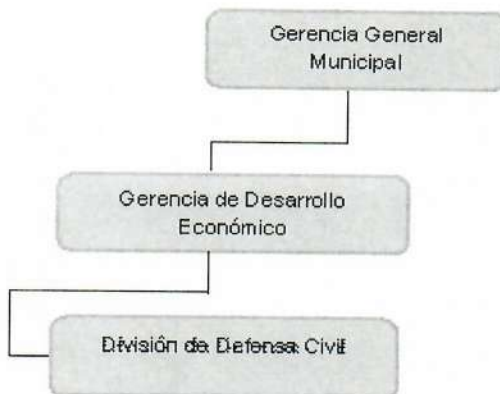 Gerencia General
Municipal
Gerencia de Desarrollo
Económico
División de Defensa Civil